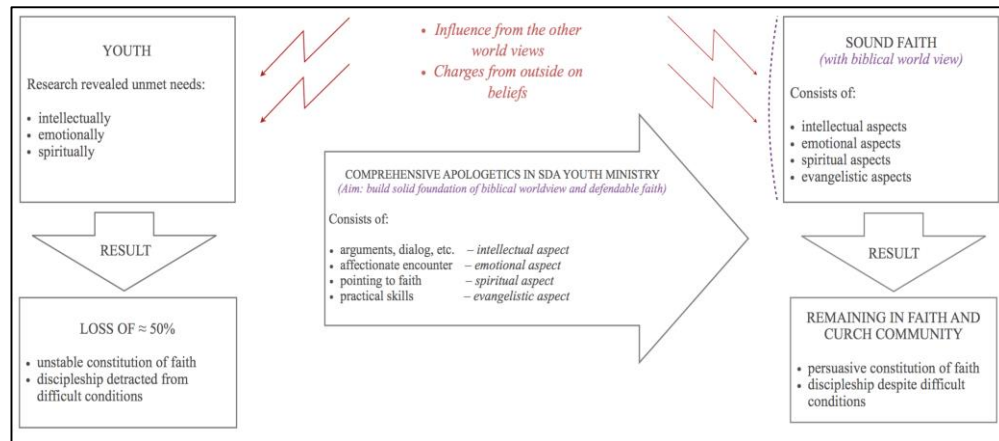 YOUTH
Research revealed unmet needs:
• intellectually
• emotionally
• spiritually
RESULT
LOSS OF ≈ 50%
• unstable constitution of faith
• discipleship detracted from
difficult conditions
• Influence from the other
world views
• Charges from outside on
beliefs
COMPREHENSIVE APOLOGETICS IN SDA YOUTH MINISTRY
(Aim: build solid foundation of biblical worldview and defendable faith)
Consists of:
• arguments, dialog, etc. – intellectual aspect
• affectionate encounter – emotional aspect
• pointing to faith – spiritual aspect
• practical skills – evangelistic aspect
SOUND FAITH
(with biblical world view)
Consists of:
• intellectual aspects
• emotional aspects
• spiritual aspects
• evangelistic aspects
RESULT
REMAINING IN FAITH AND
CURCH COMMUNITY
• persuasive constitution of faith
• discipleship despite difficult
conditions